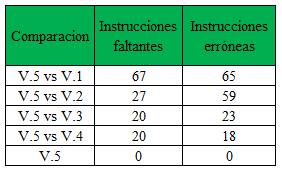 Comparacion Instrucciones faltantes Instrucciones erróneas
V.5 vs V.1 67 65
V.5 vs V.2 27 59
V.5 vs V.3 20 23
V.5 vs V.4 20 18
V.5 0 0